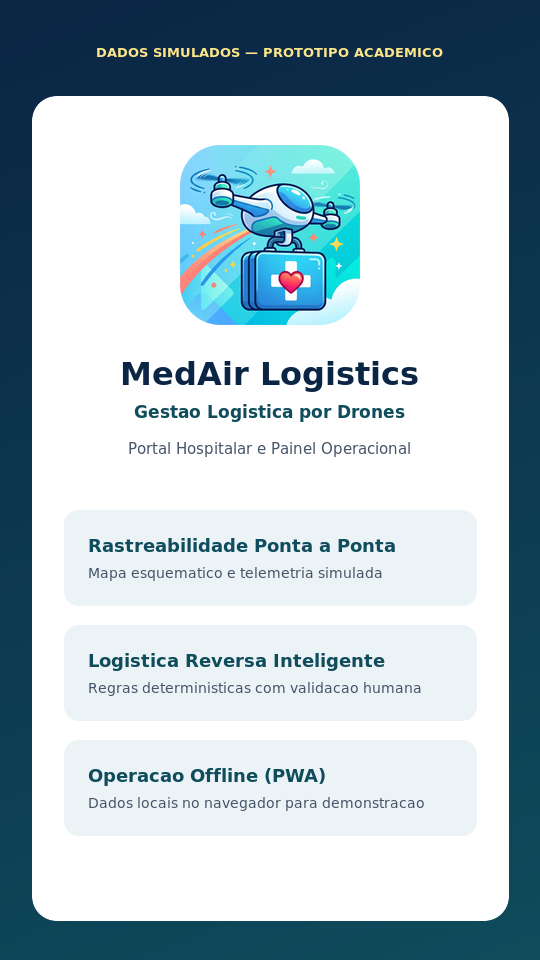 DADOS SIMULADOS — PROTOTIPO ACADEMICO
MedAir Logistics
Gestao Logistica por Drones
Portal Hospitalar e Painel Operacional
Rastreabilidade Ponta a Ponta
Mapa esquematico e telemetria simulada
Logistica Reversa Inteligente
Regras deterministicas com validacao humana
Operacao Offline (PWA)
Dados locais no navegador para demonstracao